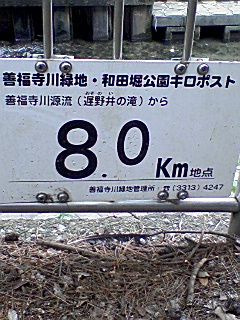 善福寺川緑地・和田堀公園キロポスト
善福寺川源流（遅野井の滝）から
8.0Km地点
善福寺川緑地管理所 ☎（3313）4247